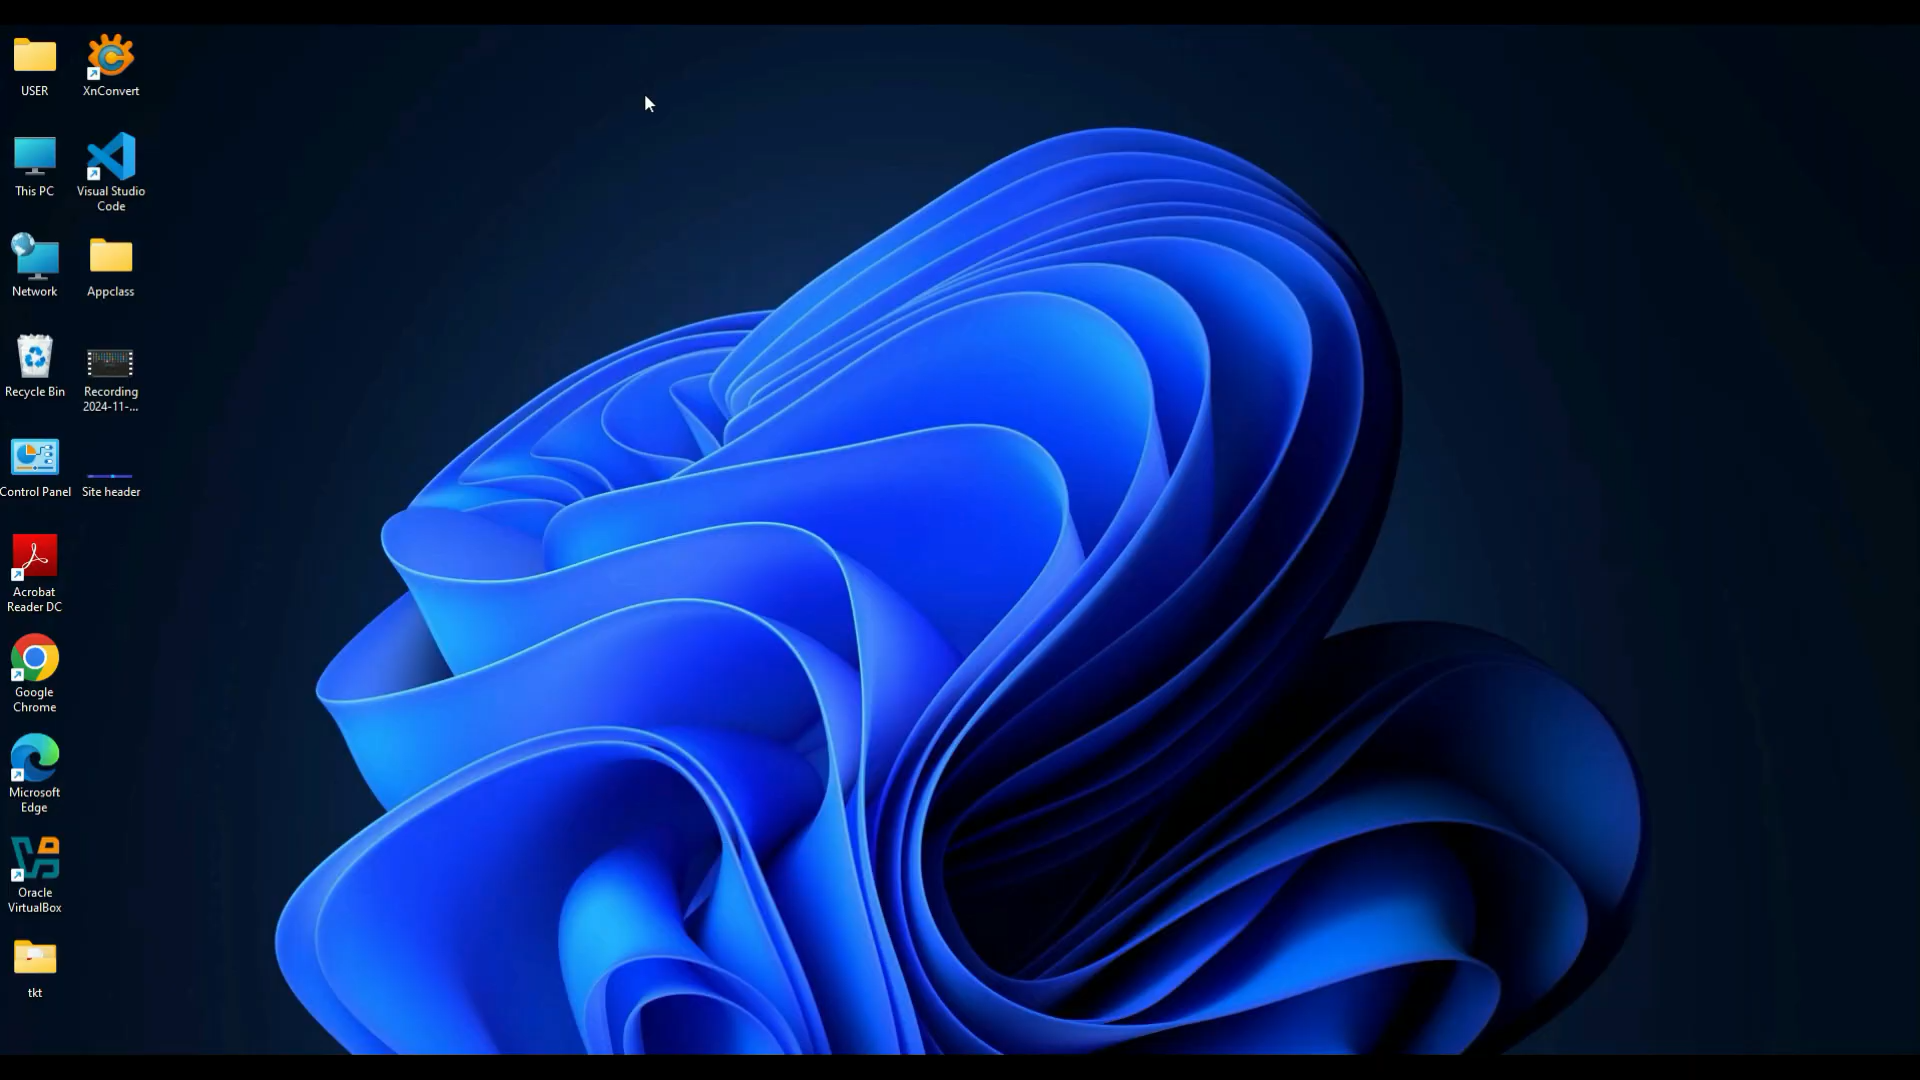 USER
XnConvert
This PC
Visual Studio
Code
Network
Appclass
Recycle Bin
Recording
2024-11-...
Control Panel
Site header
Acrobat
Reader DC
Google
Chrome
Microsoft
Edge
Oracle
VirtualBox
tkt